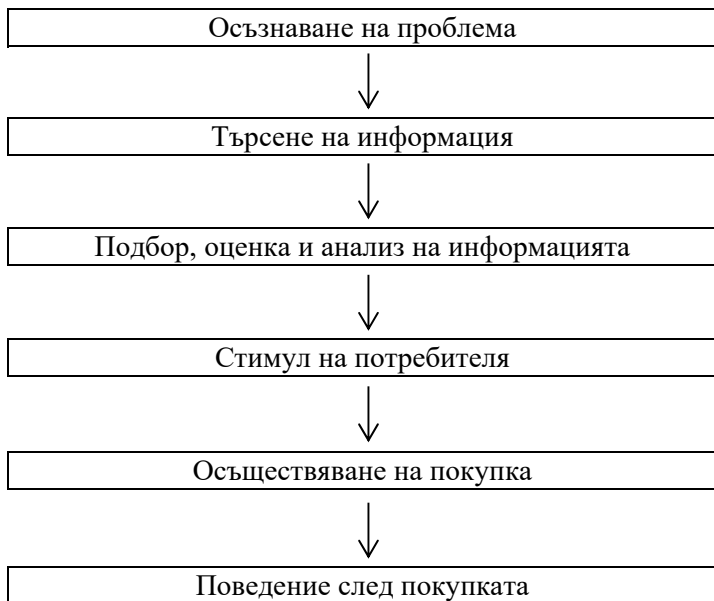 Осъзнаване на проблема
Търсене на информация
Подбор, оценка и анализ на информацията
Стимул на потребителя
Осъществяване на покупка
Поведение след покупката